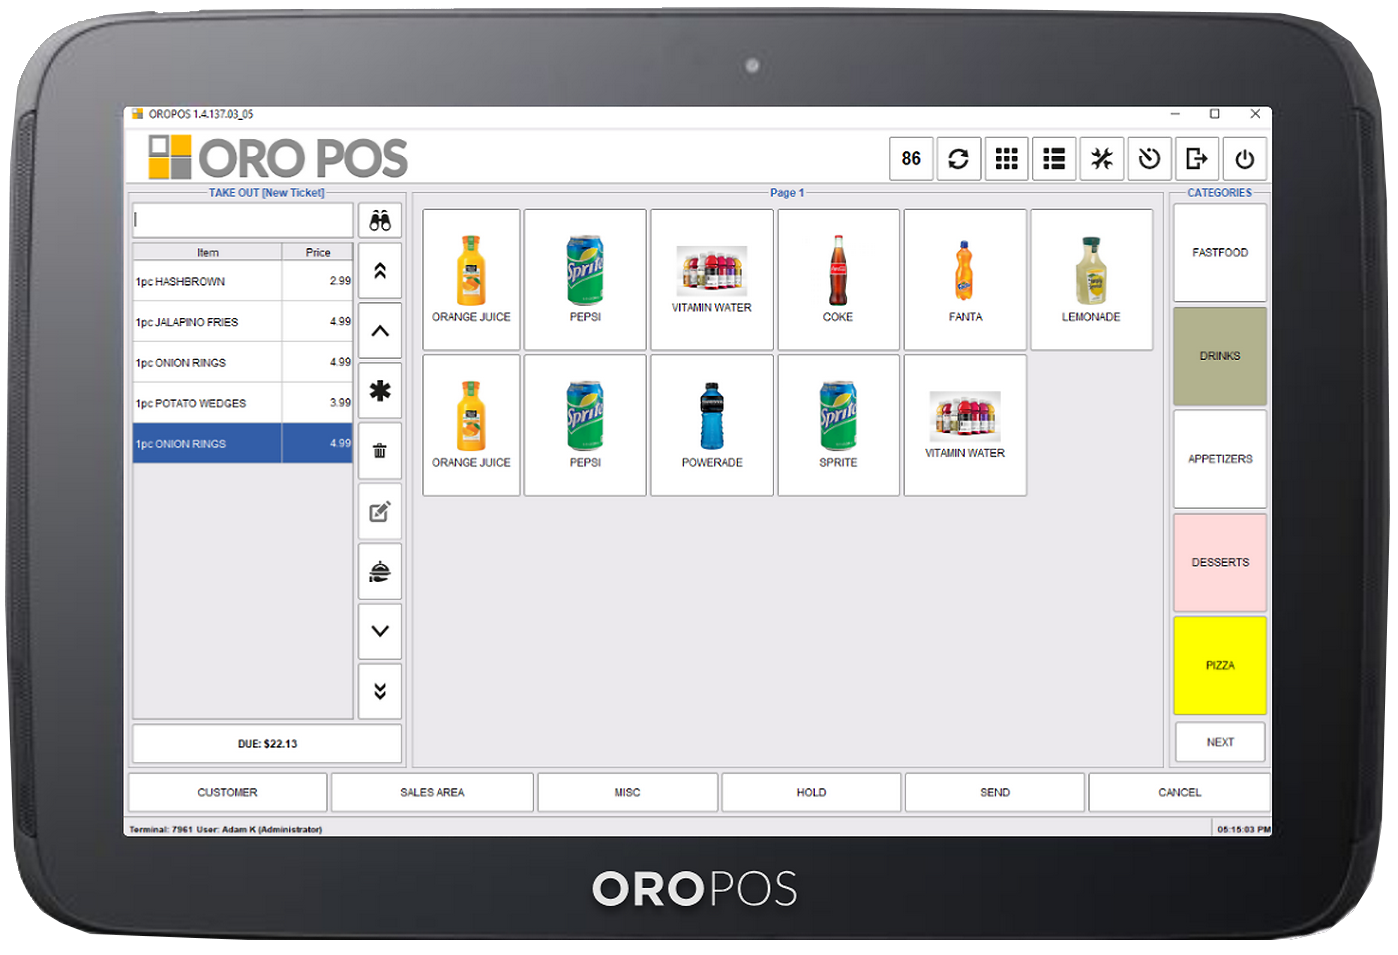 OROPOS 1.4.137.03_05
ORO POS
86
TAKE OUT [New Ticket]
Page 1
CATEGORIES
Item Price
1pc HASHBROWN 2.99
1pc JALAPINO FRIES 4.99
1pc ONION RINGS 4.99
1pc POTATO WEDGES 3.99
1pc ONION RINGS 4.99
DUE: $22.13
ORANGE JUICE
Sprite
PEPSI
VITAMIN WATER
COKE
FANTA
LEMONADE
ORANGE JUICE
Sprite
PEPSI
POWERADE
Sprite
SPRITE
VITAMIN WATER
FASTFOOD
DRINKS
APPETIZERS
DESSERTS
PIZZA
NEXT
CUSTOMER
SALES AREA
MISC
HOLD
SEND
CANCEL
Terminal: 7961 User: Adam K (Administrator)
05:15:03 PM
OROPOS